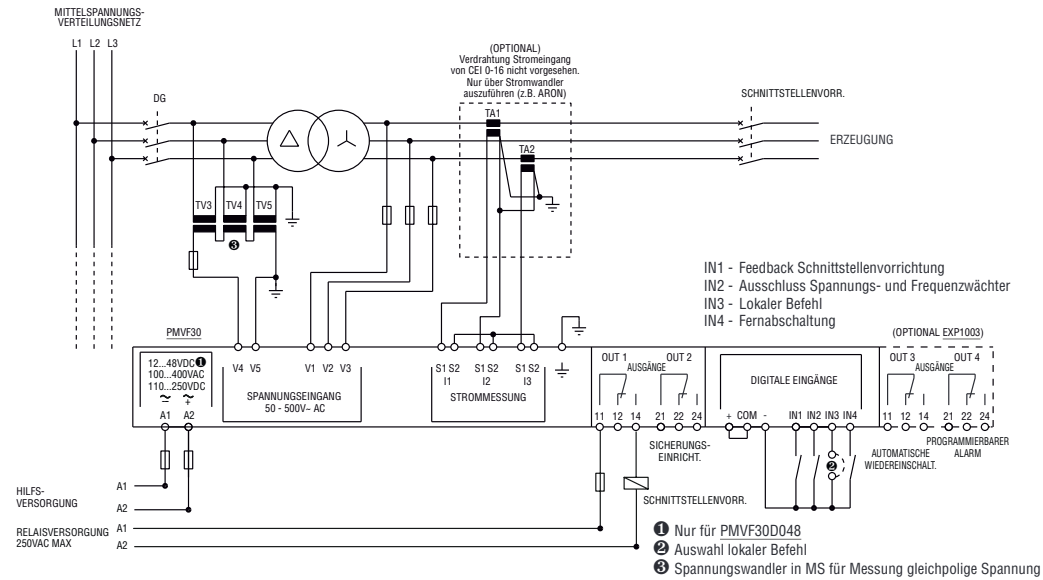 MITTELSPANNUNGS-
VERTEILUNGSNETZ
L1 L2 L3
DG
(OPTIONAL)
Verdrahtung Stromeingang
von CEI 0-16 nicht vorgesehen.
Nur über Stromwandler
auszuführen (z.B. ARON)
TA1
TA2
SCHNITTSTELLENVORR.
ERZEUGUNG
TV3 TV4 TV5
❸
IN1 - Feedback Schnittstellenvorrichtung
IN2 - Ausschluss Spannungs- und Frequenzwächter
IN3 - Lokaler Befehl
IN4 - Fernabschaltung
PMVF30
(OPTIONAL EXP1003)
12...48VDC❶
100...400VAC
110...250VDC
~ ~
– +
A1 A2
V4 V5 V1 V2 V3
SPANNUNGSEINGANG
50 - 500V~ AC
S1 S2 S1 S2 S1 S2
I1 I2 I3
STROMMESSUNG
OUT 1 OUT 2
AUSGÄNGE
11 12 14 21 22 24
DIGITALE EINGÄNGE
+ COM - IN1 IN2 IN3 IN4
OUT 3 OUT 4
AUSGÄNGE
11 12 14 21 22 24
SICHERUNGS-
EINRICHT.
❷
AUTOMATISCHE
WIEDEREINSCHALT.
PROGRAMMIERBARER
ALARM
HILFS-
VERSORGUNG
A1
A2
SCHNITTSTELLENVORR.
RELAISVERSORGUNG
250VAC MAX
A1
A2
❶ Nur für PMVF30D048
❷ Auswahl lokaler Befehl
❸ Spannungswandler in MS für Messung gleichpolige Spannung